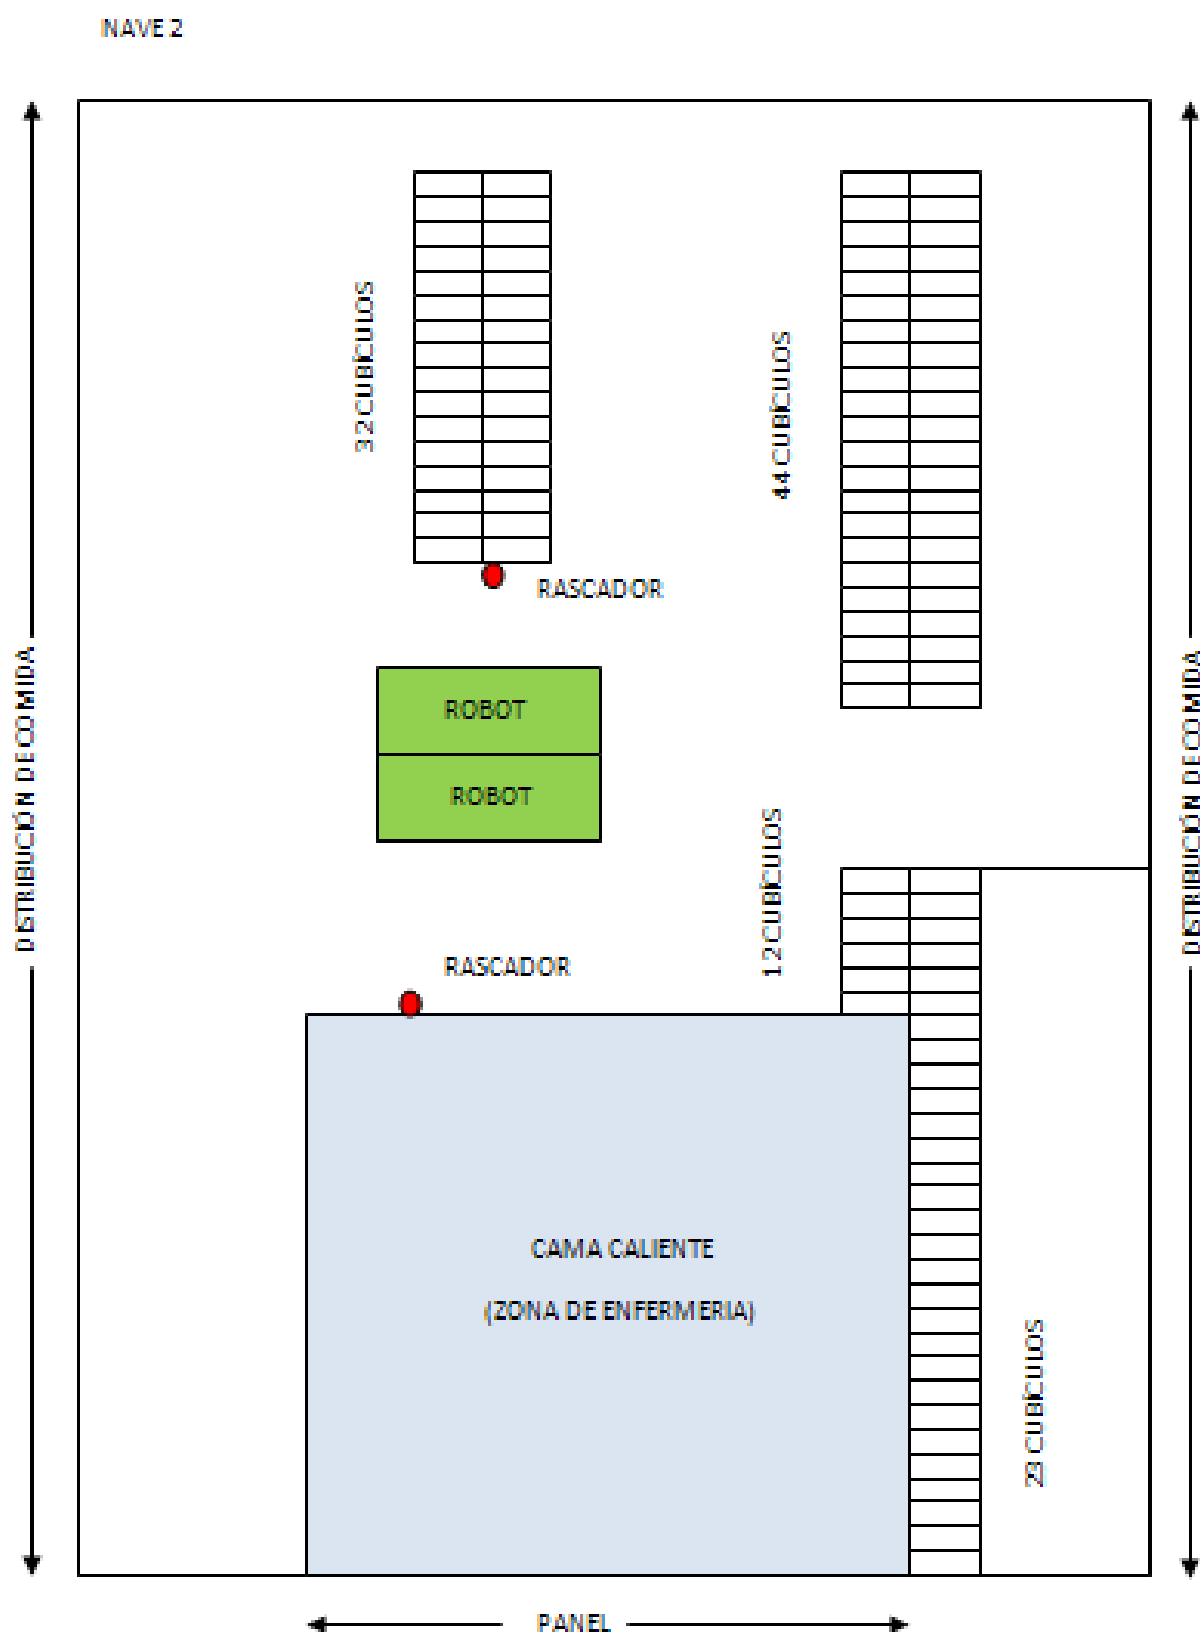 NAVE 2
32 CUBÍCULOS
44 CUBÍCULOS
RASCADOR
DISTRIBUCIÓN DE COMIDA
DISTRIBUCIÓN DE COMIDA
ROBOT
ROBOT
12 CUBÍCULOS
RASCADOR
CAMA CALIENTE
(ZONA DE ENFERMERIA)
23 CUBÍCULOS
PANEL